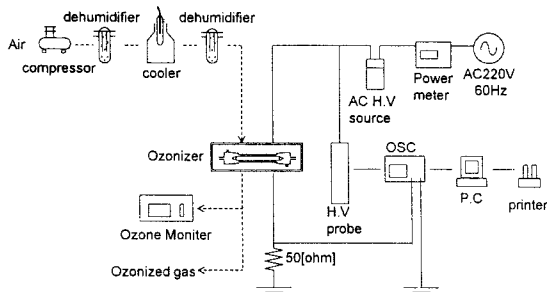 dehumidifier
dehumidifier
Air
compressor
cooler
Power
meter
AC220V
60Hz
AC H.V
source
Ozonizer
OSC
H.V
probe
P.C
printer
Ozone Moniter
50[ohm]
Ozonized gas